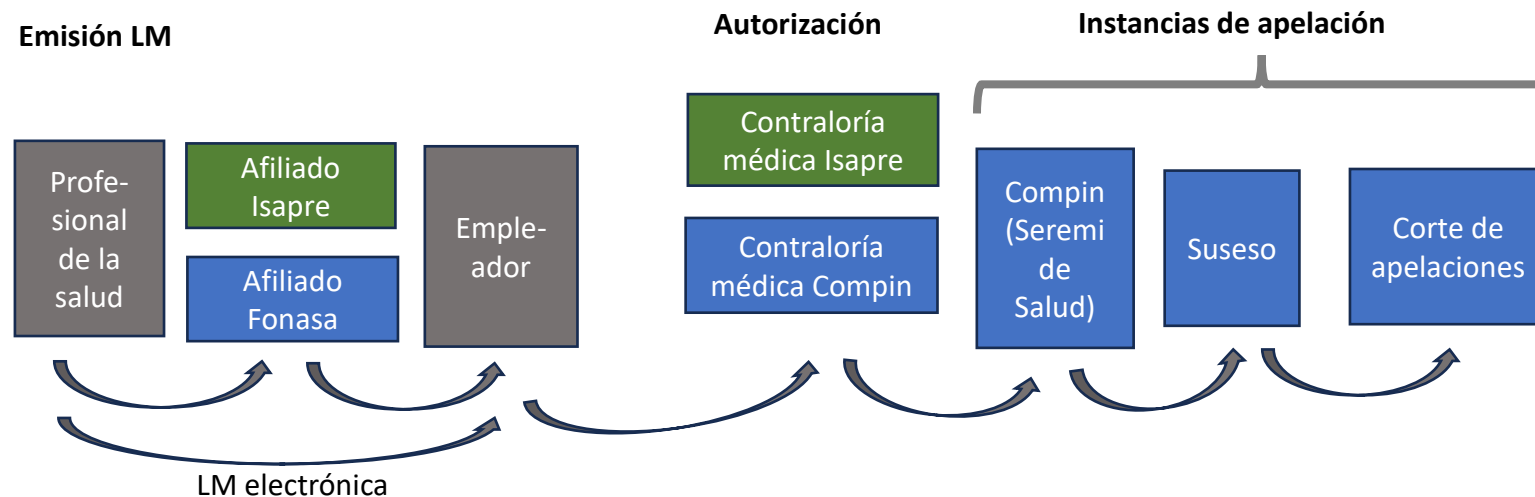 Emisión LM
Autorización
Instancias de apelación
Profe-
sional
de la
salud
Afiliado
Isapre
Afiliado
Fonasa
Emple-
ador
Contraloría
médica Isapre
Contraloría
médica Compin
Compin
(Seremi
de
Salud)
Suseso
Corte de
apelaciones
LM electrónica